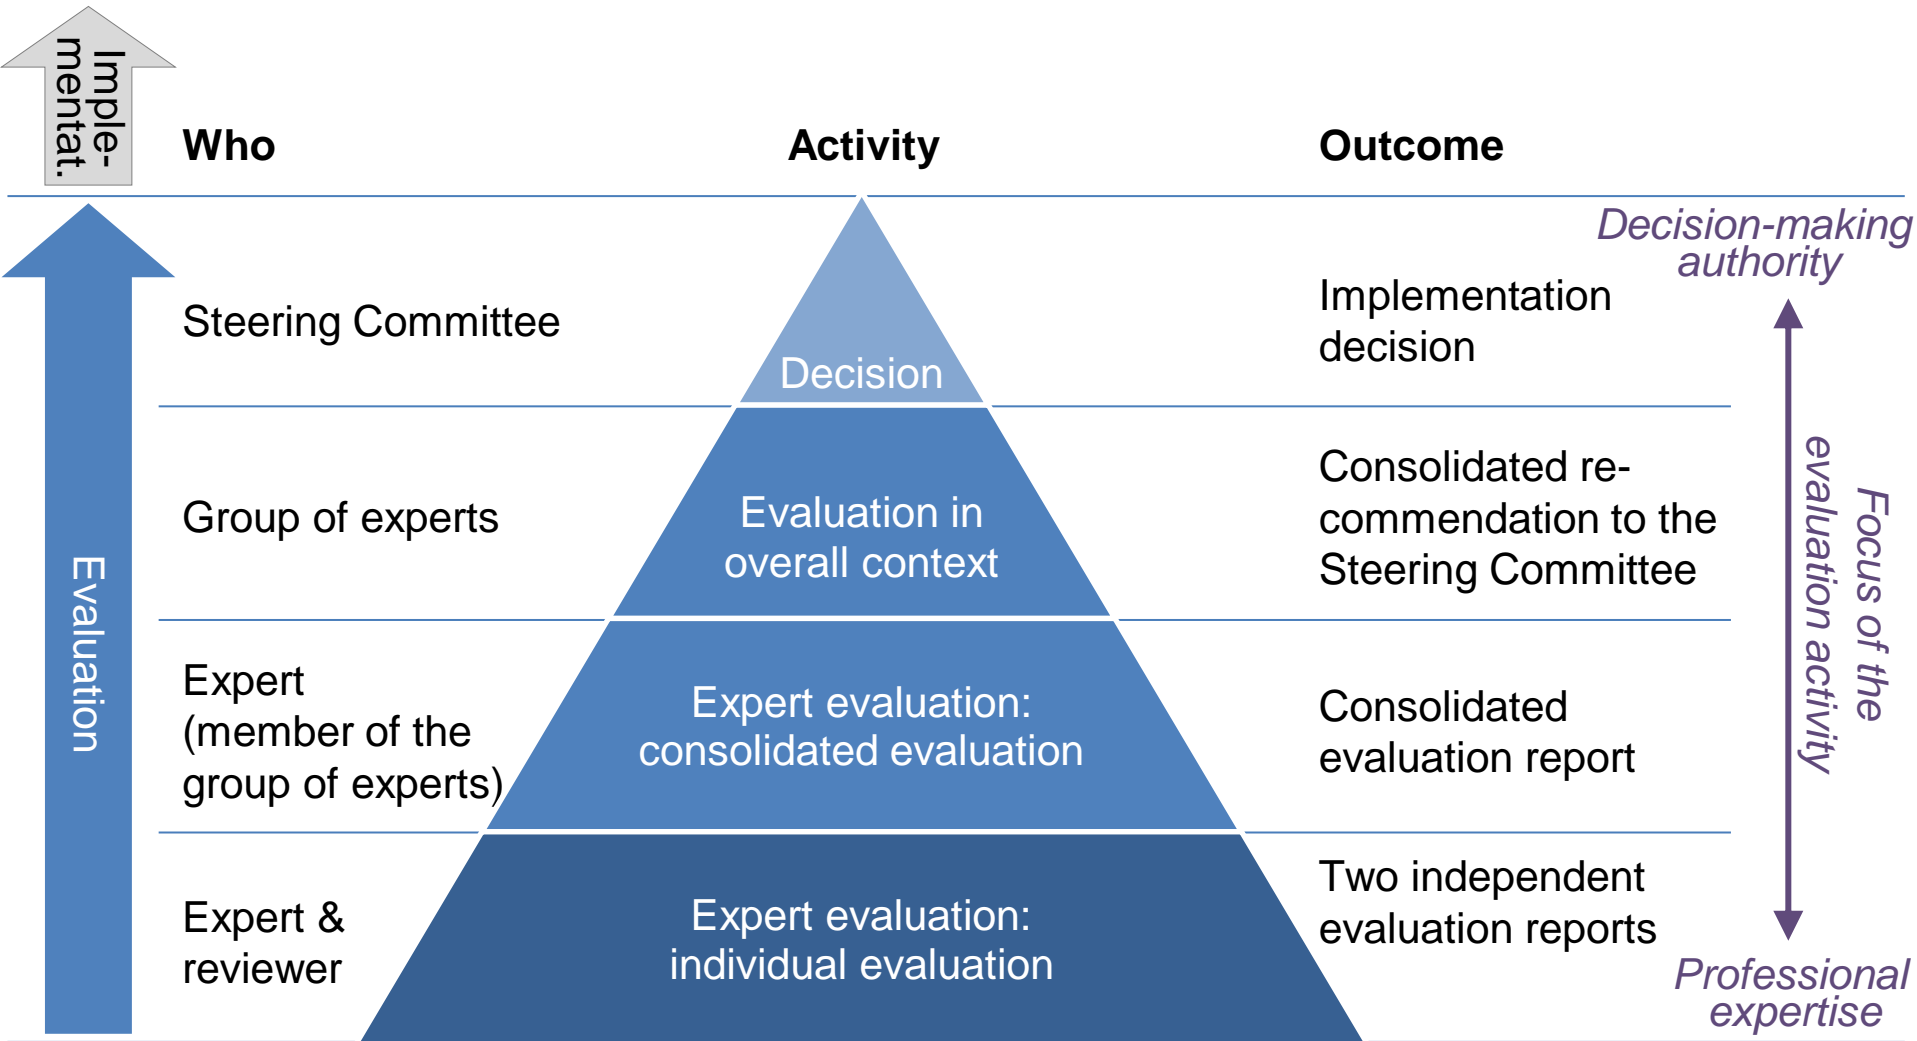 Imple-
mentat.
Who
Activity
Outcome
Decision-making
authority
Steering Committee
Decision
Implementation
decision
Group of experts
Evaluation in
overall context
Consolidated re-
commendation to the
Steering Committee
Focus of the
evaluation activity
Evaluation
Expert
(member of the
group of experts)
Expert evaluation:
consolidated evaluation
Consolidated
evaluation report
Expert &
reviewer
Expert evaluation:
individual evaluation
Two independent
evaluation reports
Professional
expertise